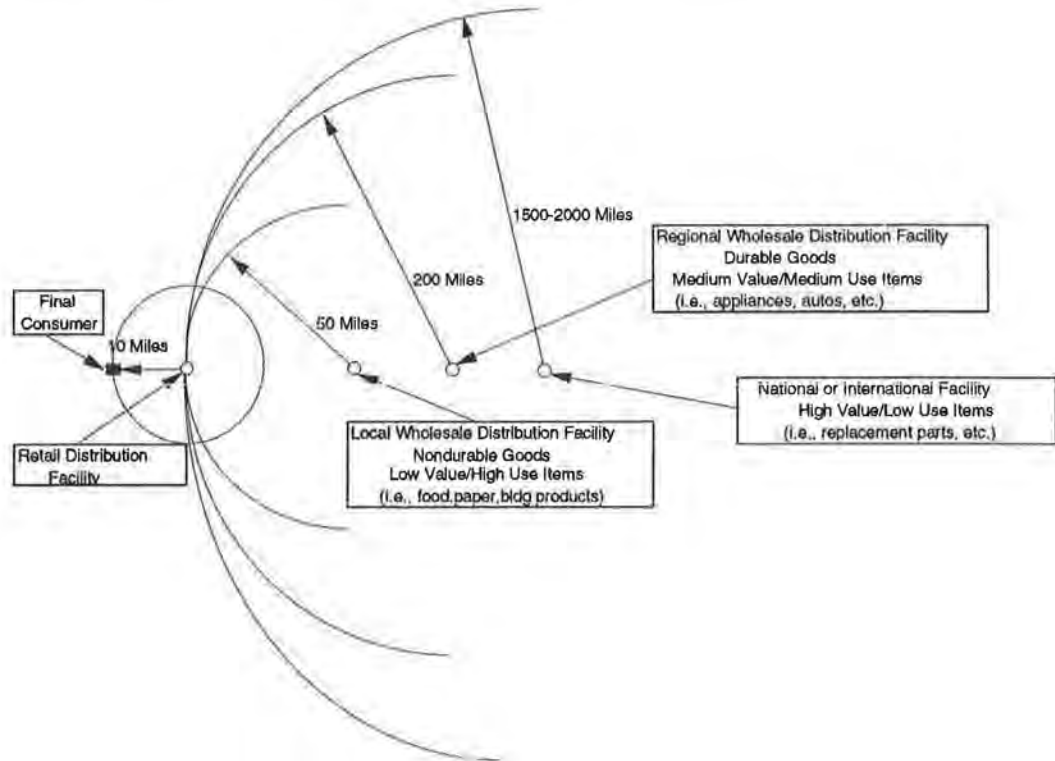 1500-2000 Miles
Regional Wholesale Distribution Facility
Durable Goods
Medium Value/Medium Use Items
(i.e., appliances, autos, etc.)
200 Miles
Final
Consumer
10 Miles
50 Miles
National or International Facility
High Value/Low Use Items
(i.e., replacement parts, etc.)
Retail Distribution
Facility
Local Wholesale Distribution Facility
Nondurable Goods
Low Value/High Use Items
(i.e., food,paper,bldg products)